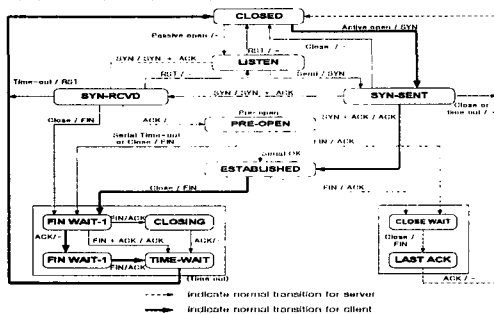 CLOSED
Passive open / -
Active open / SYN
RST / -
Close / -
SYN / SYN + ACK
LISTEN
Time-out / RST
RST / -
Send / SYN
SYN-RCVD
SYN / SYN + ACK
SYN-SENT
Close / FIN
ACK / -
Pre-open
PRE-OPEN
SYN + ACK / ACK
Close or
time out / -
Serial Time-out
or Close / FIN
FIN / ACK
Serial OK
ESTABLISHED
Close / FIN
FIN / ACK
FIN WAIT-1
FIN/ACK
CLOSING
CLOSE WAIT
ACK/-
FIN + ACK / ACK
ACK/-
Close /
FIN
FIN WAIT-1
FIN/ACK
TIME-WAIT
LAST ACK
(Time out)
ACK / -
indicate normal transition for server
indicate normal transition for client